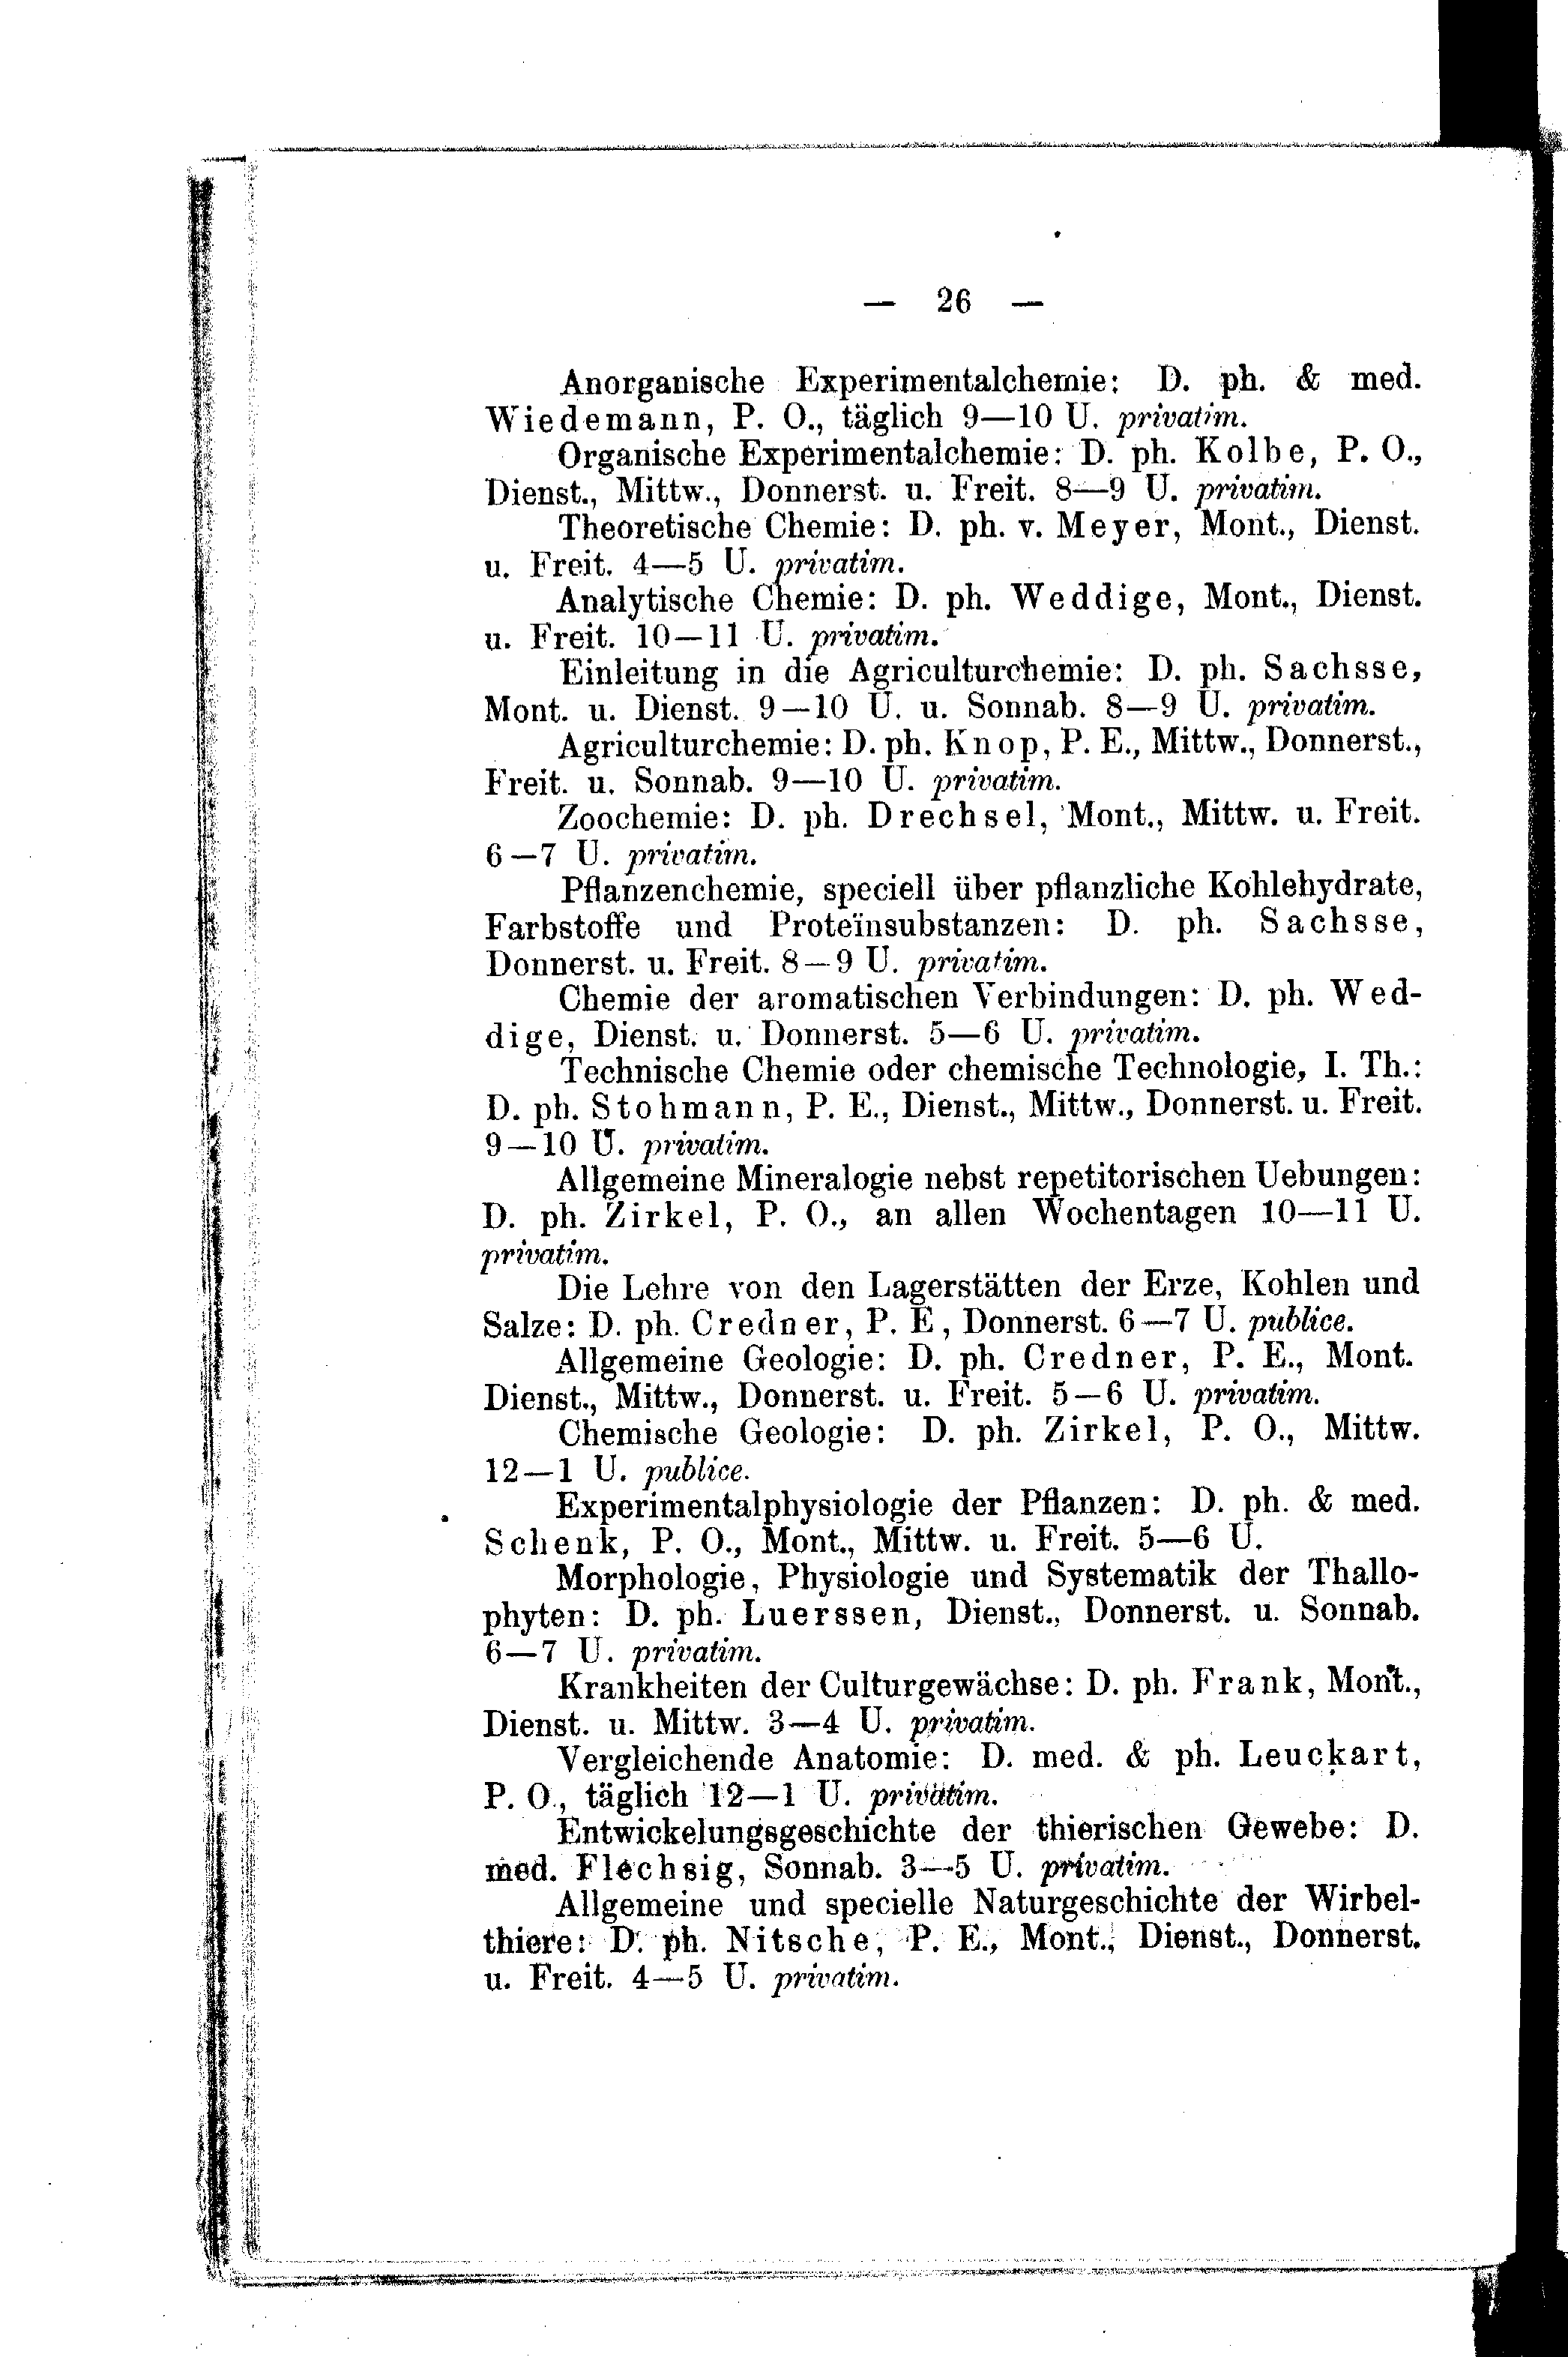 — 26 —
Anorganische Experimentalchemie: D. ph. & med.
Wiedemann, P. O., täglich 9—10 U. privatim.
Organische Experimentalchemie: D. ph. Kolbe, P. O.,
Dienst., Mittw., Donnerst. u. Freit. 8—9 U. privatim.
Theoretische Chemie: D. ph. v. Meyer, Mont., Dienst.
u. Freit. 4—5 U. privatim.
Analytische Chemie: D. ph. Weddige, Mont., Dienst.
u. Freit. 10—11 U. privatim.
Einleitung in die Agriculturchemie: D. ph. Sachsse,
Mont. u. Dienst. 9—10 U. u. Sonnab. 8—9 U. privatim.
Agriculturchemie: D. ph. Knop, P. E., Mittw., Donnerst.,
Freit. u. Sonnab. 9—10 U. privatim.
Zoochemie: D. ph. Drechsel, Mont., Mittw. u. Freit.
6—7 U. privatim.
Pflanzenchemie, speciell über pflanzliche Kohlehydrate,
Farbstoffe und Proteïnsubstanzen: D. ph. Sachsse,
Donnerst. u. Freit. 8—9 U. privatim.
Chemie der aromatischen Verbindungen: D. ph. Wed-
dige, Dienst. u. Donnerst. 5—6 U. privatim.
Technische Chemie oder chemische Technologie, I. Th.:
D. ph. Stohmann, P. E., Dienst., Mittw., Donnerst. u. Freit.
9—10 U. privatim.
Allgemeine Mineralogie nebst repetitorischen Uebungen:
D. ph. Zirkel, P. O., an allen Wochentagen 10—11 U.
privatim.
Die Lehre von den Lagerstätten der Erze, Kohlen und
Salze: D. ph. Credner, P. E, Donnerst. 6—7 U. publice.
Allgemeine Geologie: D. ph. Credner, P. E., Mont.
Dienst., Mittw., Donnerst. u. Freit. 5—6 U. privatim.
Chemische Geologie: D. ph. Zirkel, P. O., Mittw.
12—1 U. publice.
Experimentalphysiologie der Pflanzen: D. ph. & med.
Schenk, P. O., Mont., Mittw. u. Freit. 5—6 U.
Morphologie, Physiologie und Systematik der Thallo-
phyten: D. ph. Luerssen, Dienst., Donnerst. u. Sonnab.
6—7 U. privatim.
Krankheiten der Culturgewächse: D. ph. Frank, Mont.,
Dienst. u. Mittw. 3—4 U. privatim.
Vergleichende Anatomie: D. med. & ph. Leuckart,
P. O., täglich 12—1 U. privatim.
Entwickelungsgeschichte der thierischen Gewebe: D.
med. Flechsig, Sonnab. 3—5 U. privatim.
Allgemeine und specielle Naturgeschichte der Wirbel-
thiere: D. ph. Nitsche, P. E., Mont., Dienst., Donnerst.
u. Freit. 4—5 U. privatim.